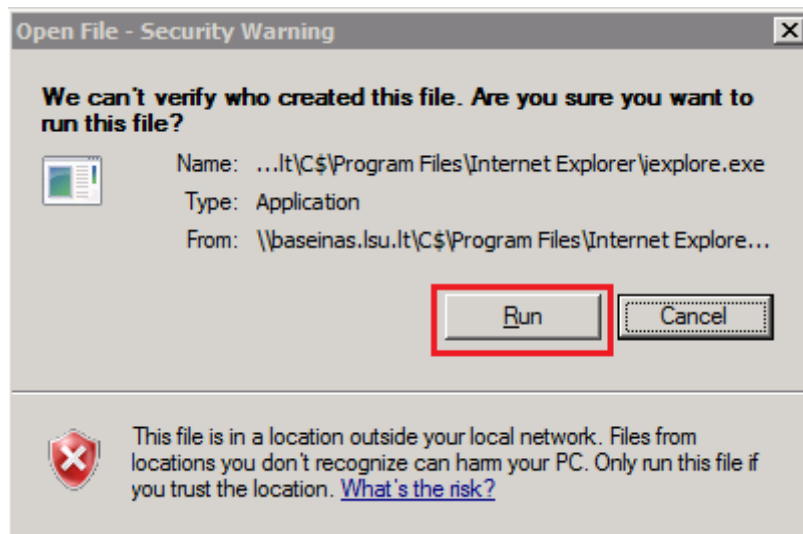 Open File - Security Warning
We can't verify who created this file. Are you sure you want to
run this file?
Name: ...lt\C$\Program Files\Internet Explorer\iexplore.exe
Type: Application
From: \\baseinas.lsu.lt\C$\Program Files\Internet Explore...
Run Cancel
This file is in a location outside your local network. Files from
locations you don't recognize can harm your PC. Only run this file if
you trust the location. What's the risk?